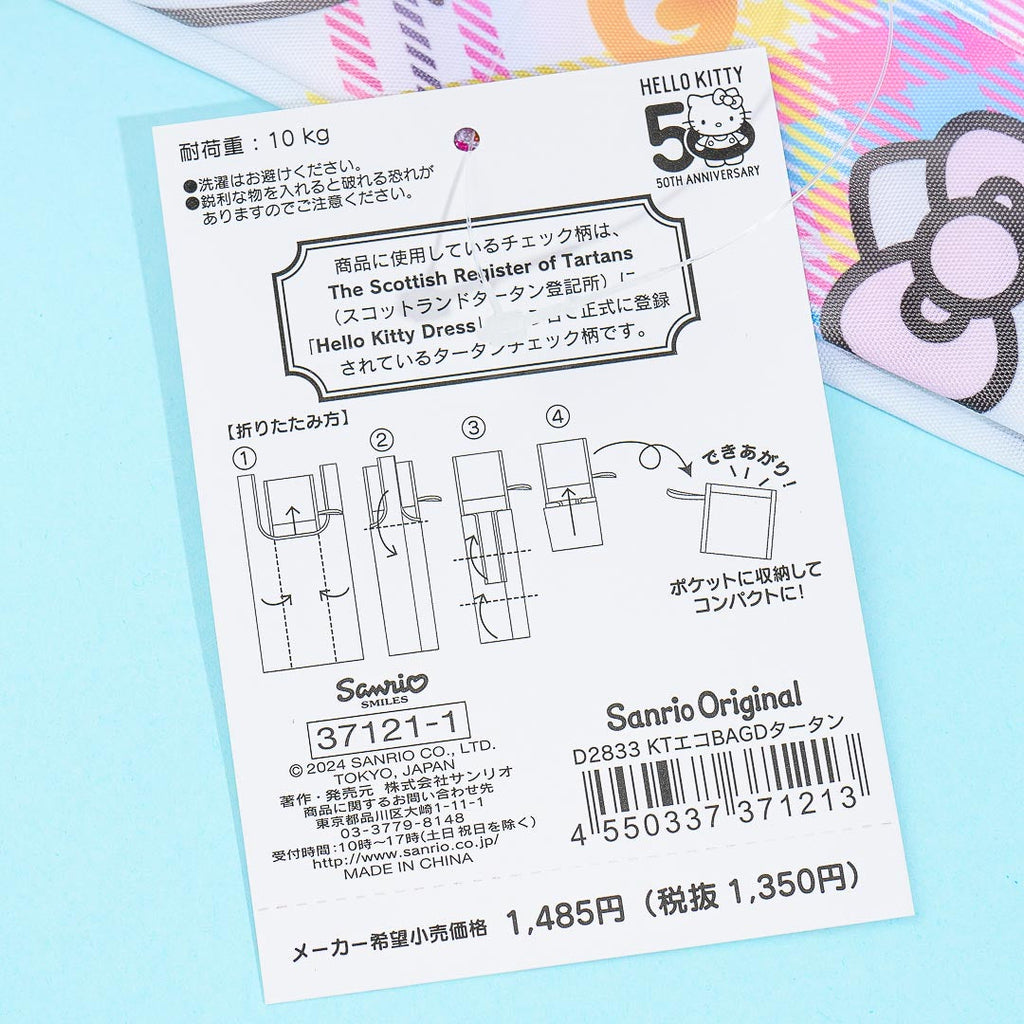 耐荷重：10 kg
●洗濯はお避けください。
●鋭利な物を入れると破れる恐れが
ありますのでご注意ください。
HELLO KITTY
50
50TH ANNIVERSARY
商品に使用しているチェック柄は、
The Scottish Register of Tartans
（スコットランドタータン登記所）に
「Hello Kitty Dress 正式に登録
されているタータンチェック柄です。
【折りたたみ方】
① ② ③ ④
できあがり！
ポケットに収納して
コンパクトに！
Sanrio
SMILES
37121-1
© 2024 SANRIO CO., LTD.
TOKYO, JAPAN
著作・発売元 株式会社サンリオ
商品に関するお問い合わせ先
東京都品川区大崎1-11-1
03-3779-8148
受付時間：10時～17時(土日祝日を除く)
http://www.sanrio.co.jp/
MADE IN CHINA
Sanrio Original
D2833 KTエコBAGDタータン
4 550337 371213
メーカー希望小売価格 1,485円（税抜 1,350円）